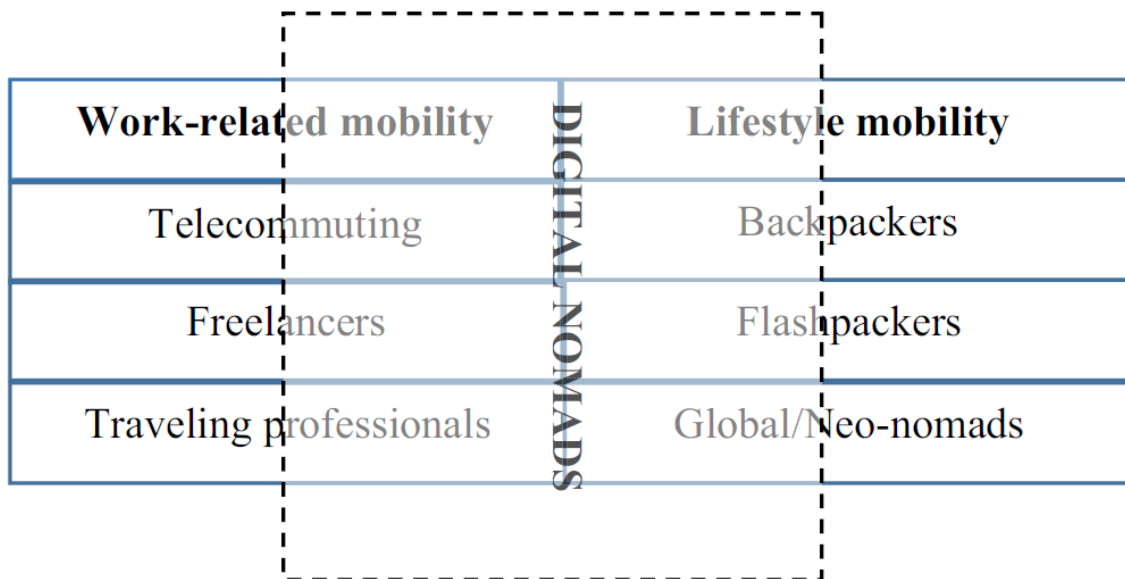 Work-related mobility
Lifestyle mobility
Telecommuting
Backpackers
Freelancers
Flashpackers
Traveling professionals
Global/Neo-nomads
DIGITAL NOMADS